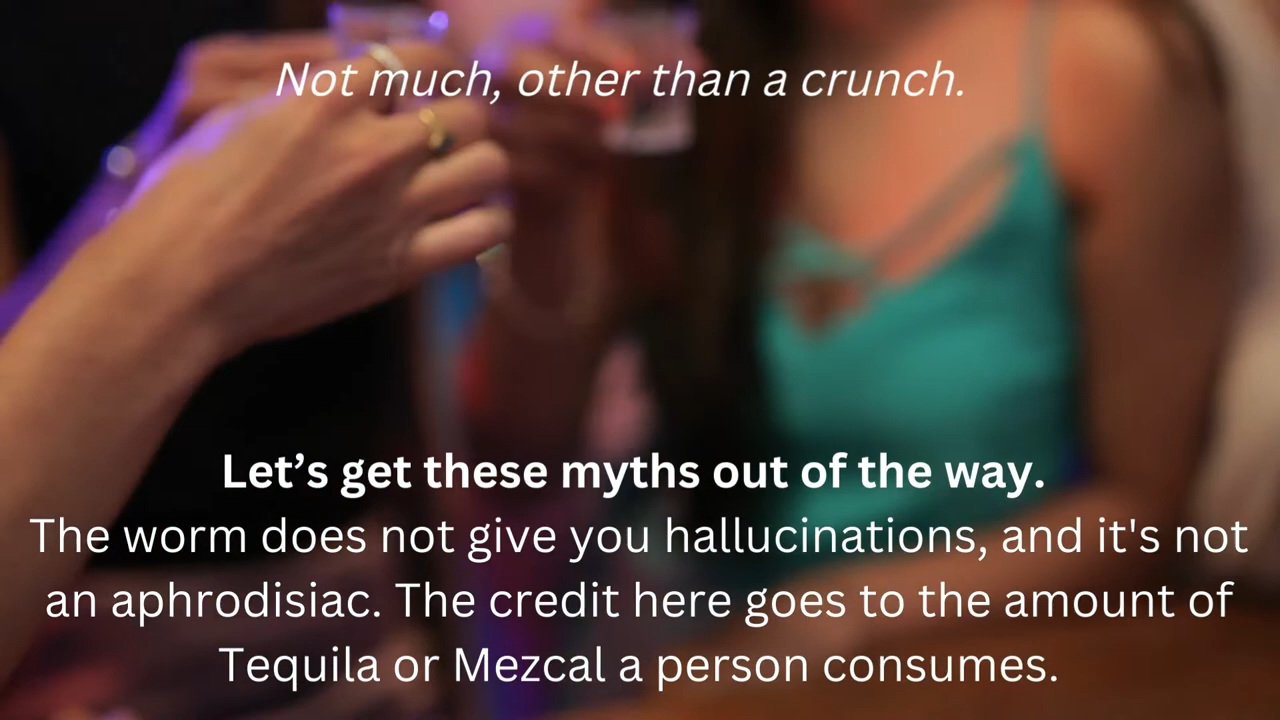 Not much, other than a crunch.
Let’s get these myths out of the way.
The worm does not give you hallucinations, and it's not
an aphrodisiac. The credit here goes to the amount of
Tequila or Mezcal a person consumes.